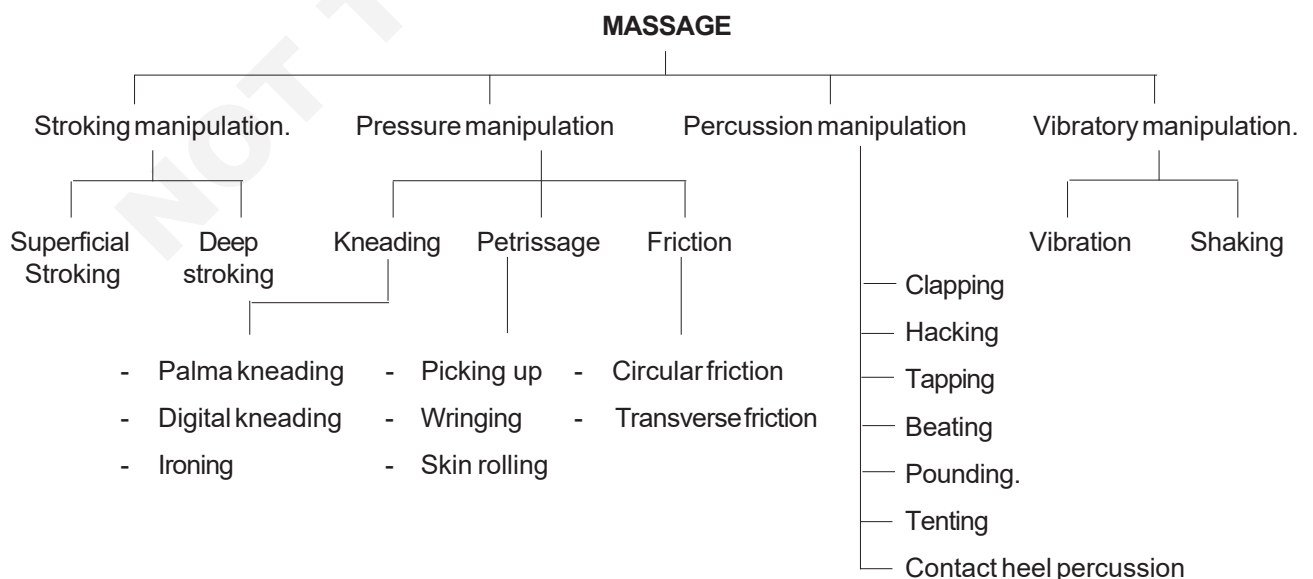 NOT T
MASSAGE
Stroking manipulation. Pressure manipulation Percussion manipulation Vibratory manipulation.
Superficial Stroking Deep stroking Kneading Petrissage Friction Vibration Shaking
- Palma kneading - Picking up - Circular friction
- Digital kneading - Wringing - Transverse friction
- Ironing - Skin rolling
Clapping
Hacking
Tapping
Beating
Pounding.
Tenting
Contact heel percussion